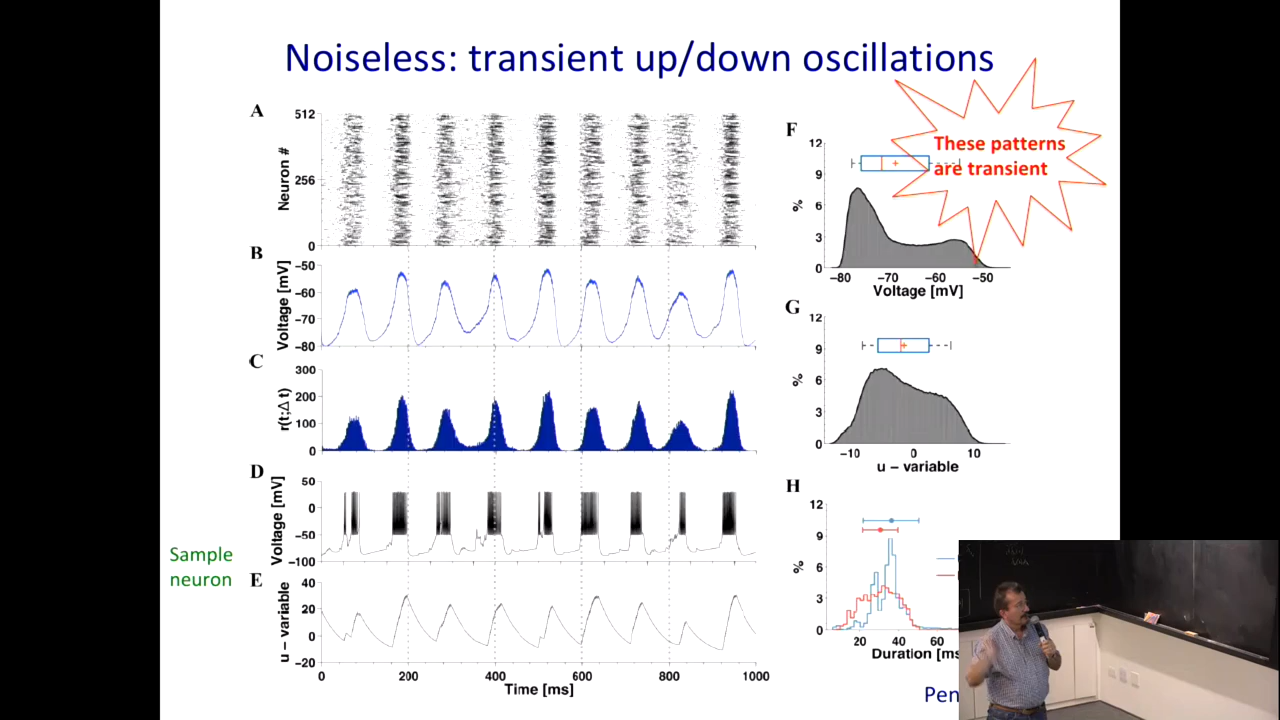 Noiseless: transient up/down oscillations
These patterns
are transient
A
512
256
0
Neuron #
B
−50
−60
−70
−80
Voltage [mV]
C
300
200
100
0
r(t;Δt)
D
50
0
−50
−100
Voltage [mV]
Sample
neuron
E
40
20
0
−20
u − variable
0 200 400 600 800 1000
Time [ms]
F
12
9
6
3
0
%
−80 −70 −60 −50
Voltage [mV]
G
12
9
6
3
0
%
−10 0 10
u − variable
H
12
9
6
3
0
%
20 40 60
Duration [ms
Pen